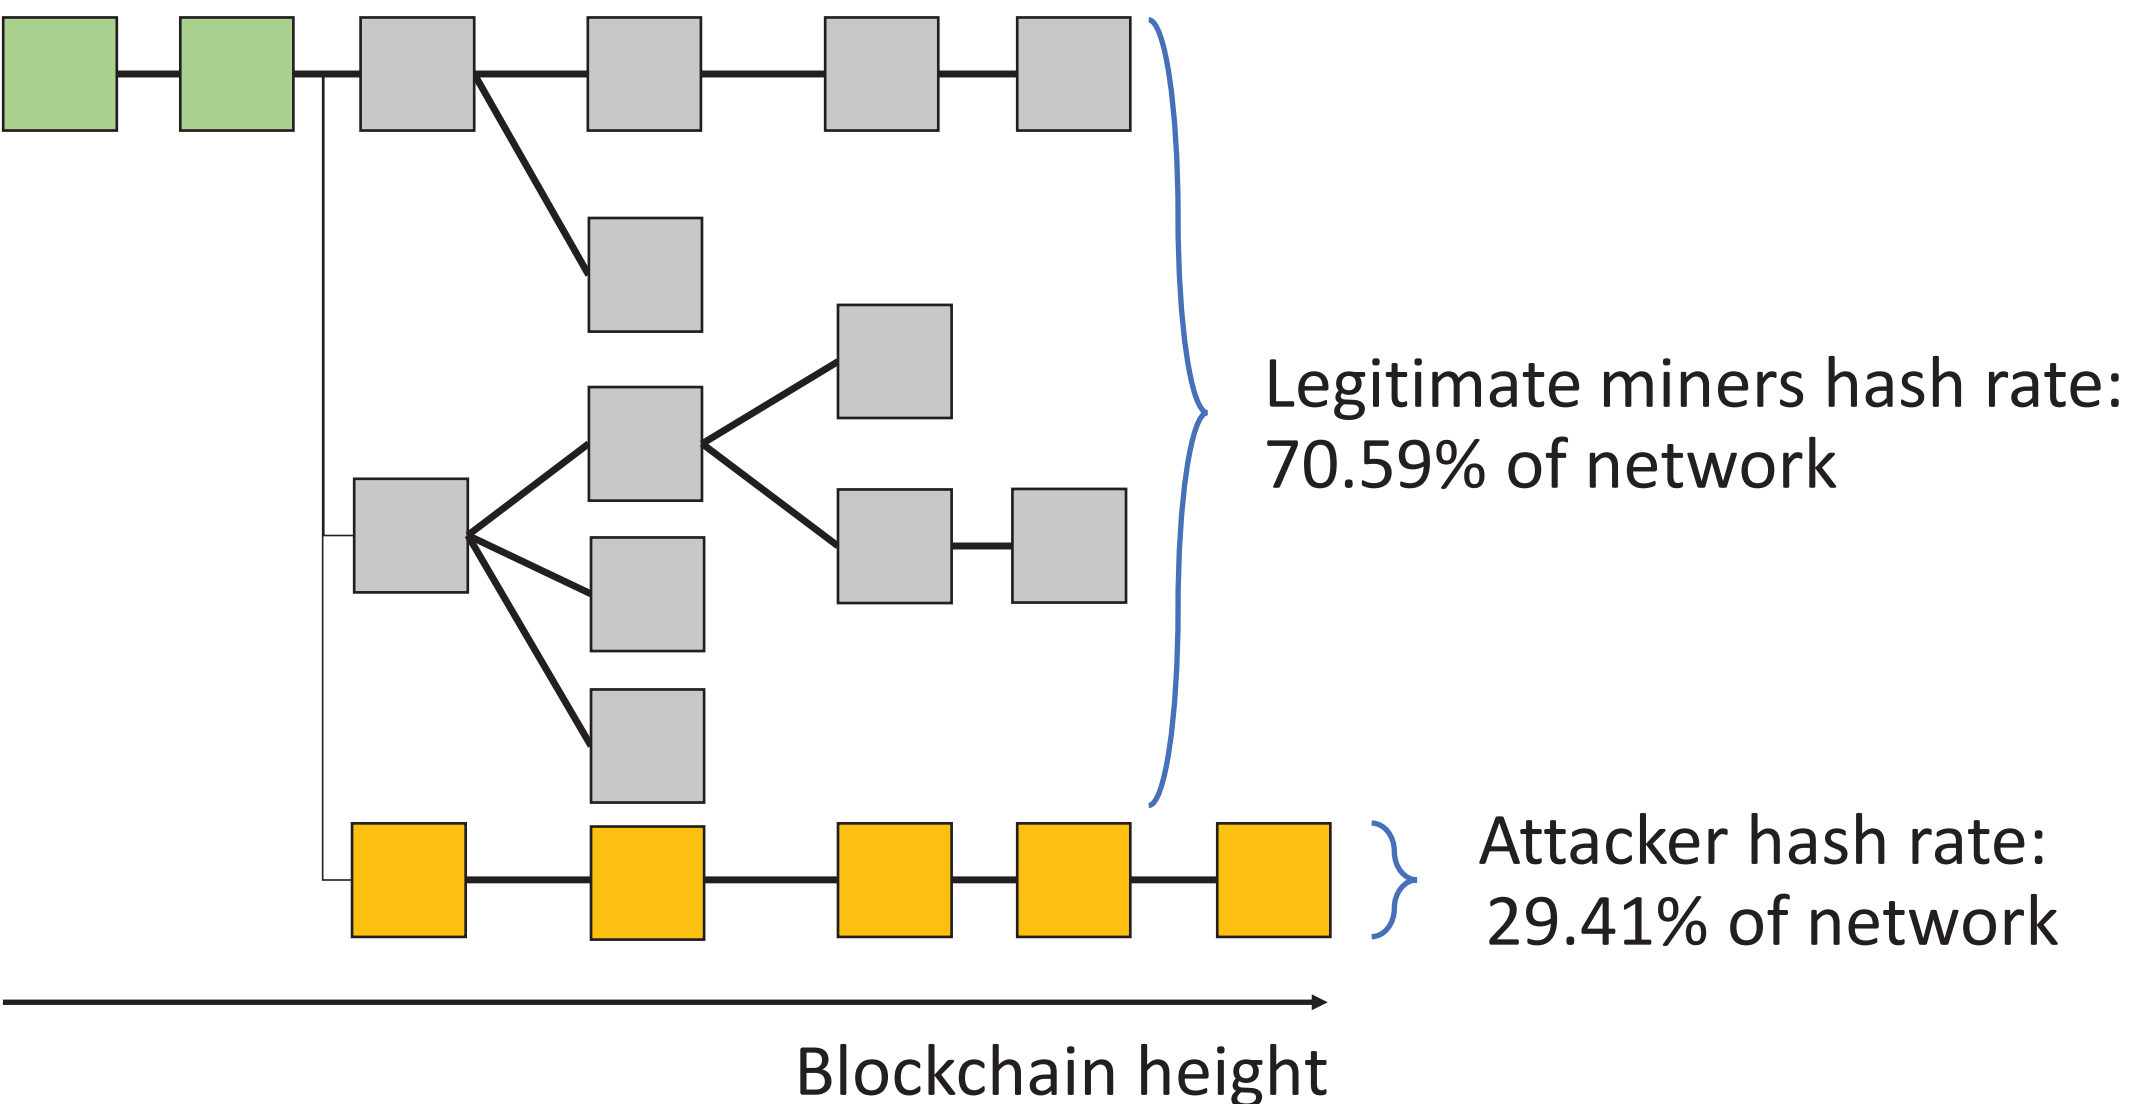 Legitimate miners hash rate:
70.59% of network
Attacker hash rate:
29.41% of network
Blockchain height